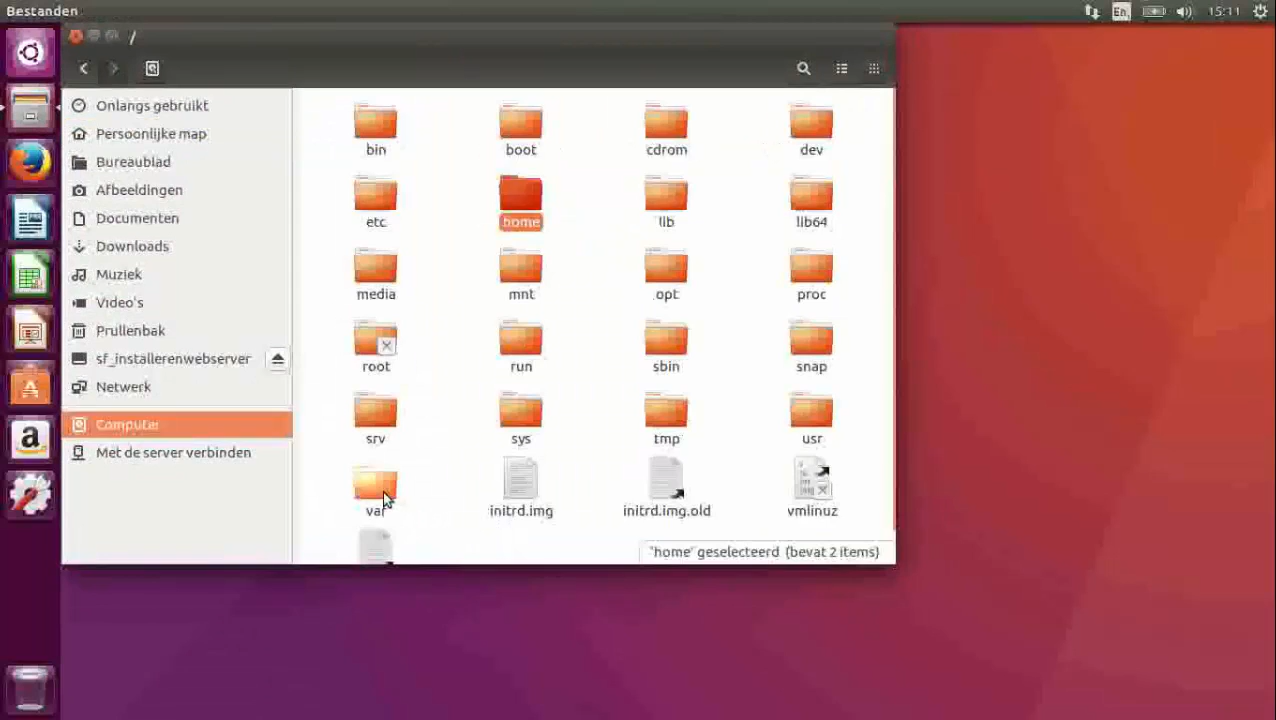 Bestanden
En
15:11
/
Onlangs gebruikt
Persoonlijke map
Bureaublad
Afbeeldingen
Documenten
Downloads
Muziek
Video's
Prullenbak
sf_installerenwebserver
Netwerk
Computer
Met de server verbinden
bin boot cdrom dev
etc home lib lib64
media mnt opt proc
root run sbin snap
srv sys tmp usr
var initrd.img initrd.img.old vmlinuz
"home" geselecteerd (bevat 2 items)